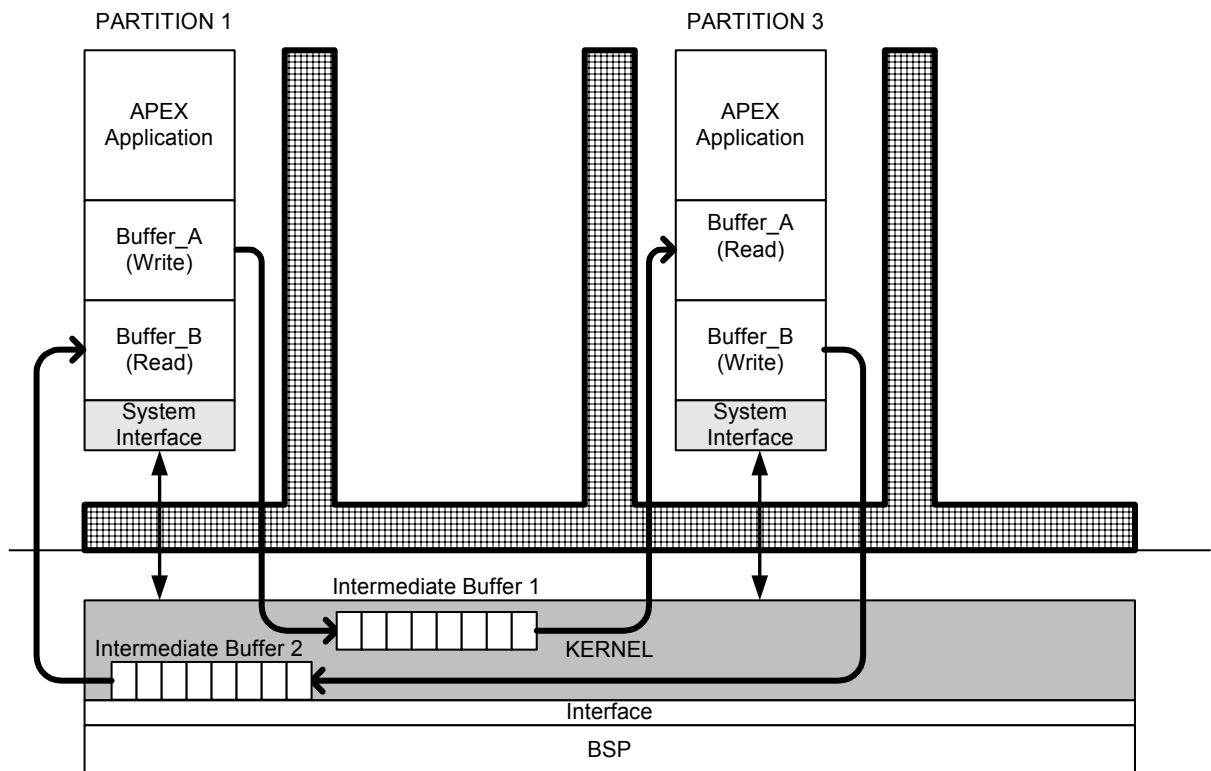 PARTITION 1
PARTITION 3
APEX
Application
APEX
Application
Buffer_A
(Write)
Buffer_A
(Read)
Buffer_B
(Read)
Buffer_B
(Write)
System
Interface
System
Interface
Intermediate Buffer 1
Intermediate Buffer 2
KERNEL
Interface
BSP